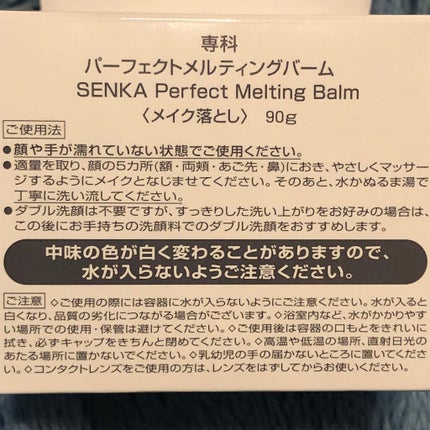 専科
パーフェクトメルティングバーム
SENKA Perfect Melting Balm
〈メイク落とし〉 90g
ご使用法
●顔や手が濡れていない状態でご使用ください。
●適量を取り、顔の5カ所(額・両頬・あご先・鼻)におき、やさしくマッサー
ジするようにメイクとなじませてください。そのあと、水かぬるま湯で
丁寧に洗い流してください。
●ダブル洗顔は不要ですが、すっきりした洗い上がりをお好みの場合は、
この後にお手持ちの洗顔料でのダブル洗顔をおすすめします。
中味の色が白く変わることがありますので、
水が入らないようご注意ください。
ご注意 ◇ご使用の際には容器に水が入らないようにご注意ください。水が入ると
白くなり、品質の劣化につながる場合がございます。◇浴室内など、水がかかりやす
い場所での使用・保管は避けてください。◇ご使用後は容器の口もとをきれいに
拭き、必ずキャップをきちんと閉めてください。◇高温や低温の場所、直射日光の
あたる場所に置かないでください。◇乳幼児の手の届かないところに置いてくださ
い。◇コンタクトレンズをご使用の方は、レンズをはずしてからお使いください。